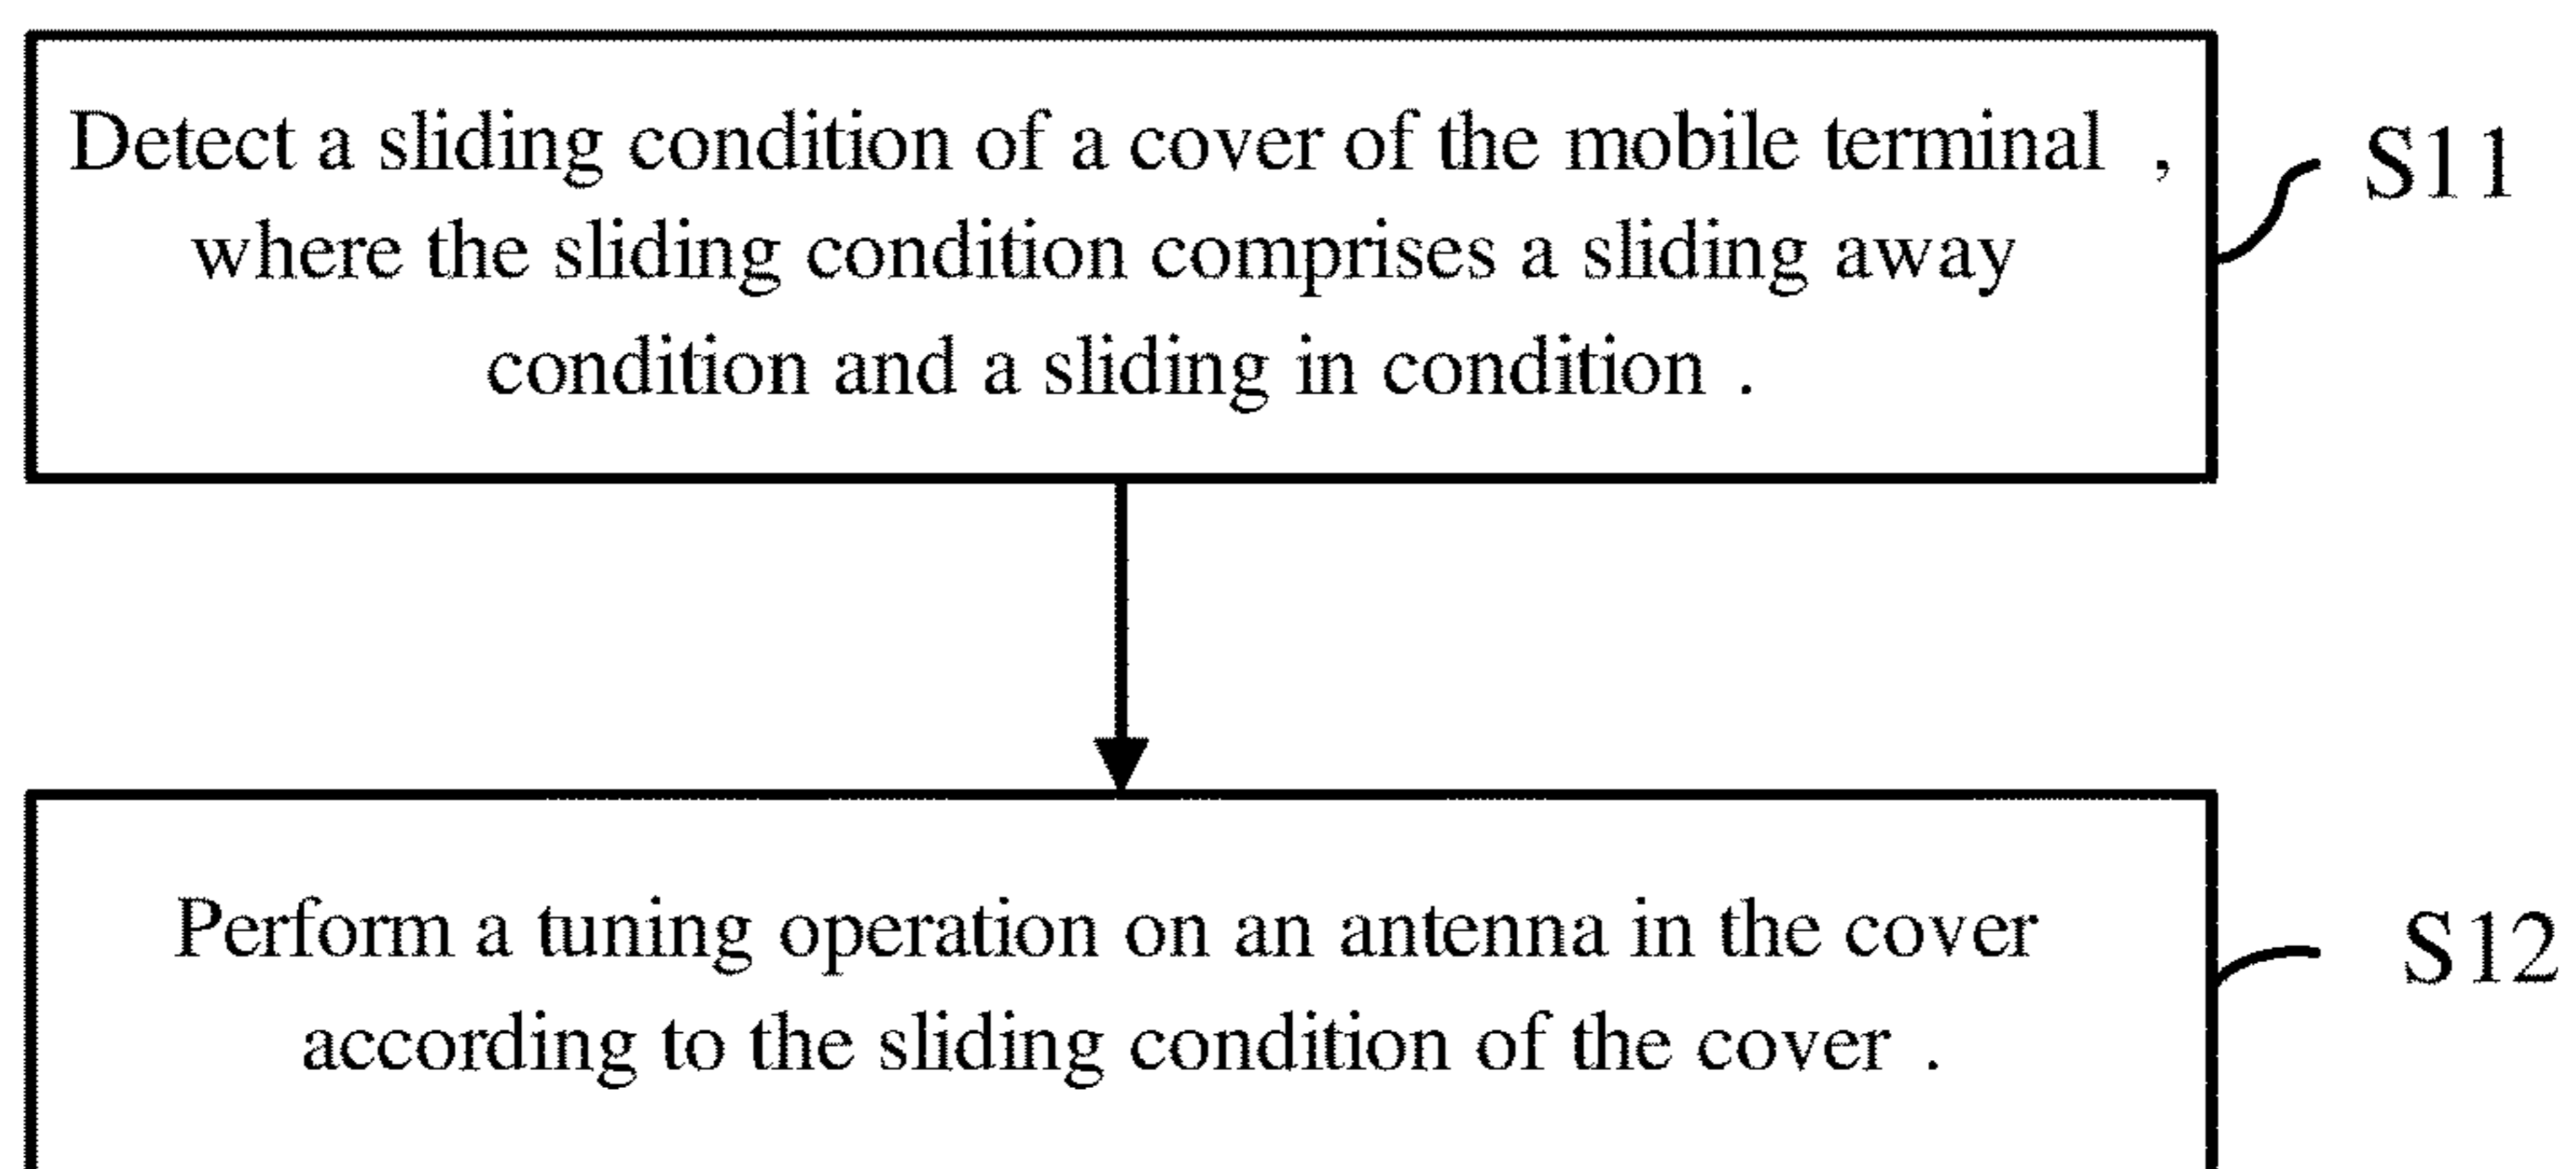 Detect a sliding condition of a cover of the mobile terminal ,
where the sliding condition comprises a sliding away
condition and a sliding in condition .
S11
Perform a tuning operation on an antenna in the cover
according to the sliding condition of the cover .
S12